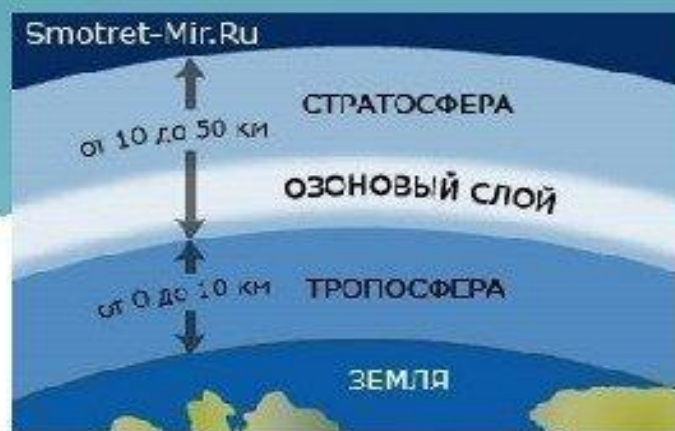 Smotret-Mir.Ru
СТРАТОСФЕРА
от 10 до 50 км
ОЗОНОВЫЙ СЛОЙ
от 0 до 10 км
ТРОПОСФЕРА
ЗЕМЛЯ